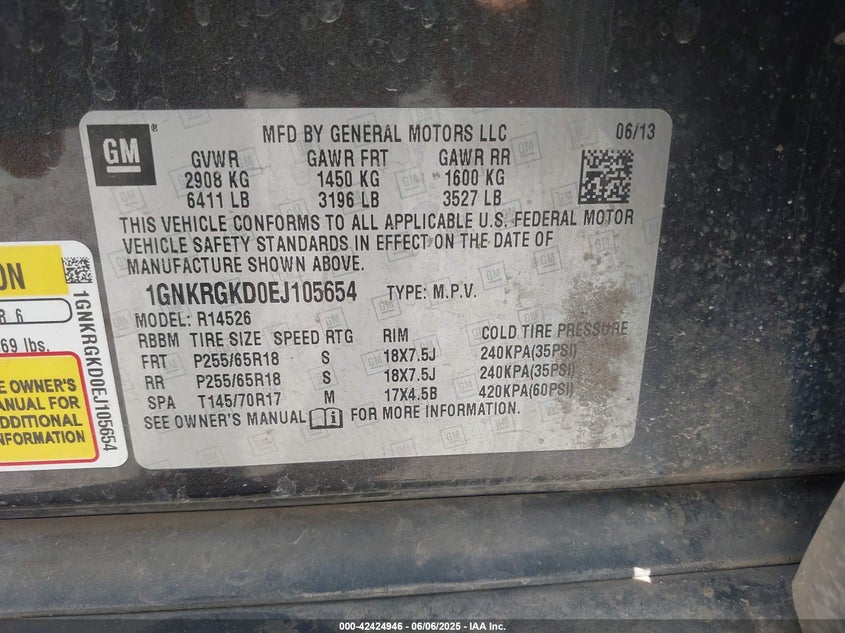 GM
®
MFD BY GENERAL MOTORS LLC 06/13
GVWR GAWR FRT GAWR RR
2908 KG 1450 KG 1600 KG
6411 LB 3196 LB 3527 LB
THIS VEHICLE CONFORMS TO ALL APPLICABLE U.S. FEDERAL MOTOR
VEHICLE SAFETY STANDARDS IN EFFECT ON THE DATE OF
MANUFACTURE SHOWN ABOVE.
1GNKRGKD0EJ105654 TYPE: M.P.V.
MODEL: R14526
RBBM TIRE SIZE SPEED RTG RIM COLD TIRE PRESSURE
FRT P255/65R18 S 18X7.5J 240KPA(35PSI)
RR P255/65R18 S 18X7.5J 240KPA(35PSI)
SPA T145/70R17 M 17X4.5B 420KPA(60PSI)
SEE OWNER'S MANUAL FOR MORE INFORMATION.
ON
R 6
69 lbs.
E OWNER'S
ANUAL FOR
DDITIONAL
NFORMATION
1GNKRGKD0EJ105654
000-42424946 - 06/06/2025 - IAA Inc.